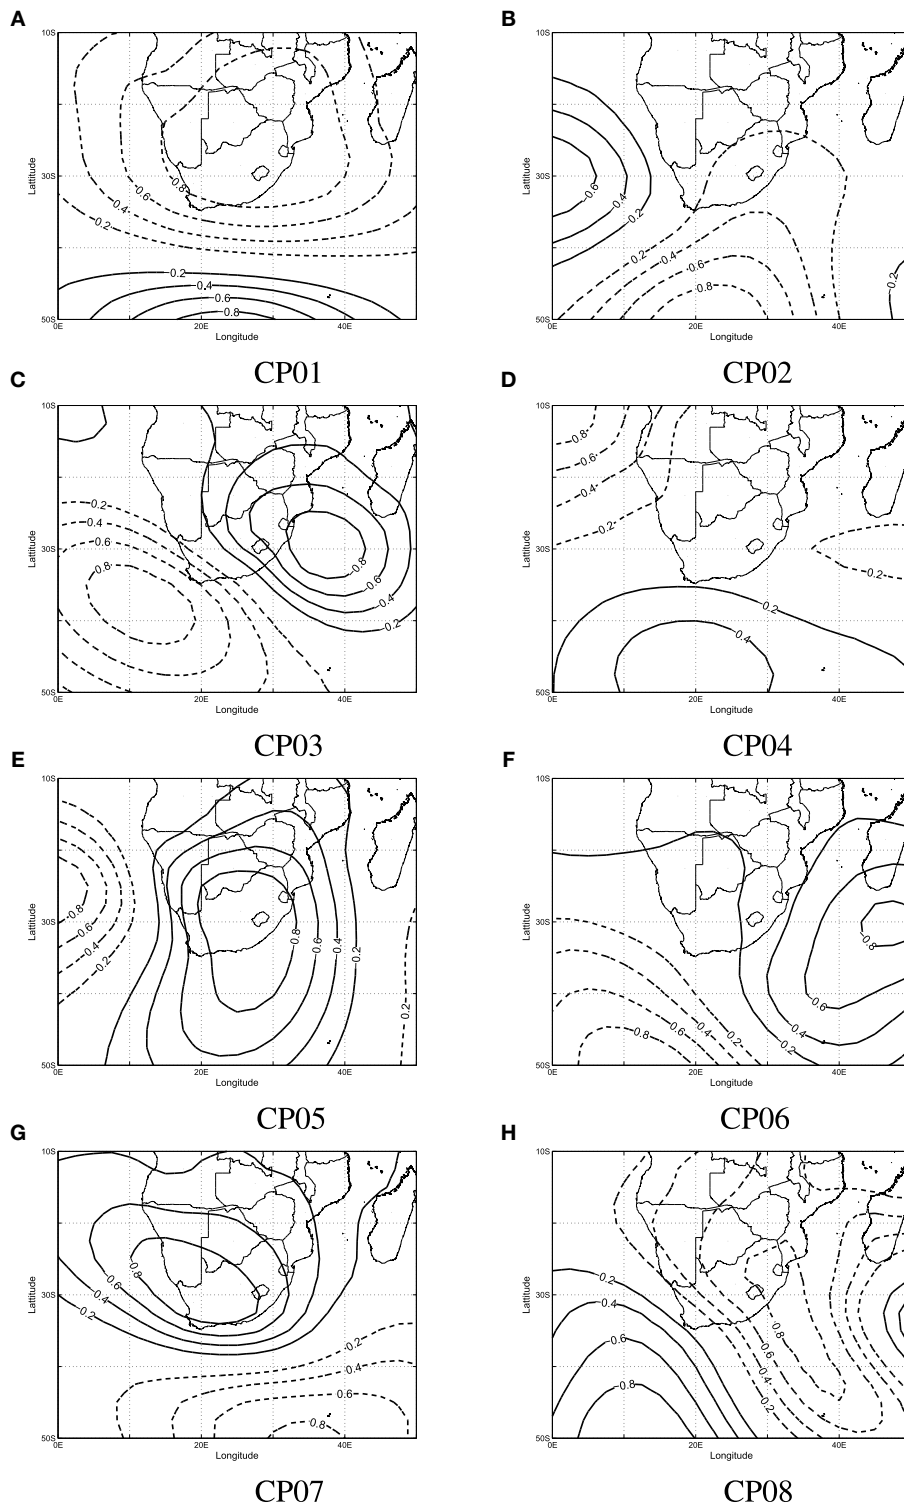 A
B
10S
10S
30S
30S
50S
50S
0E
20E
40E
0E
20E
40E
Lattitude
Lattitude
Longitude
Longitude
0.8
0.6
0.4
0.2
0.2
0.4
0.6
0.8
0.6
0.4
0.2
0.2
0.4
0.6
0.8
0.2
CP01
CP02
C
D
10S
10S
30S
30S
50S
50S
0E
20E
40E
0E
20E
40E
Lattitude
Lattitude
Longitude
Longitude
0.2
0.4
0.6
0.8
0.8
0.6
0.4
0.2
0.8
0.6
0.4
0.2
0.2
0.2
0.4
CP03
CP04
E
F
10S
10S
30S
30S
50S
50S
0E
20E
40E
0E
20E
40E
Lattitude
Lattitude
Longitude
Longitude
0.8
0.6
0.4
0.2
0.8
0.6
0.4
0.2
0.2
0.8
0.6
0.4
0.2
0.8
0.6
0.4
0.2
CP05
CP06
G
H
10S
10S
30S
30S
50S
50S
0E
20E
40E
0E
20E
40E
Lattitude
Lattitude
Longitude
Longitude
0.8
0.6
0.4
0.2
0.2
0.4
0.6
0.8
0.2
0.4
0.6
0.8
0.8
0.6
0.4
0.2
CP07
CP08